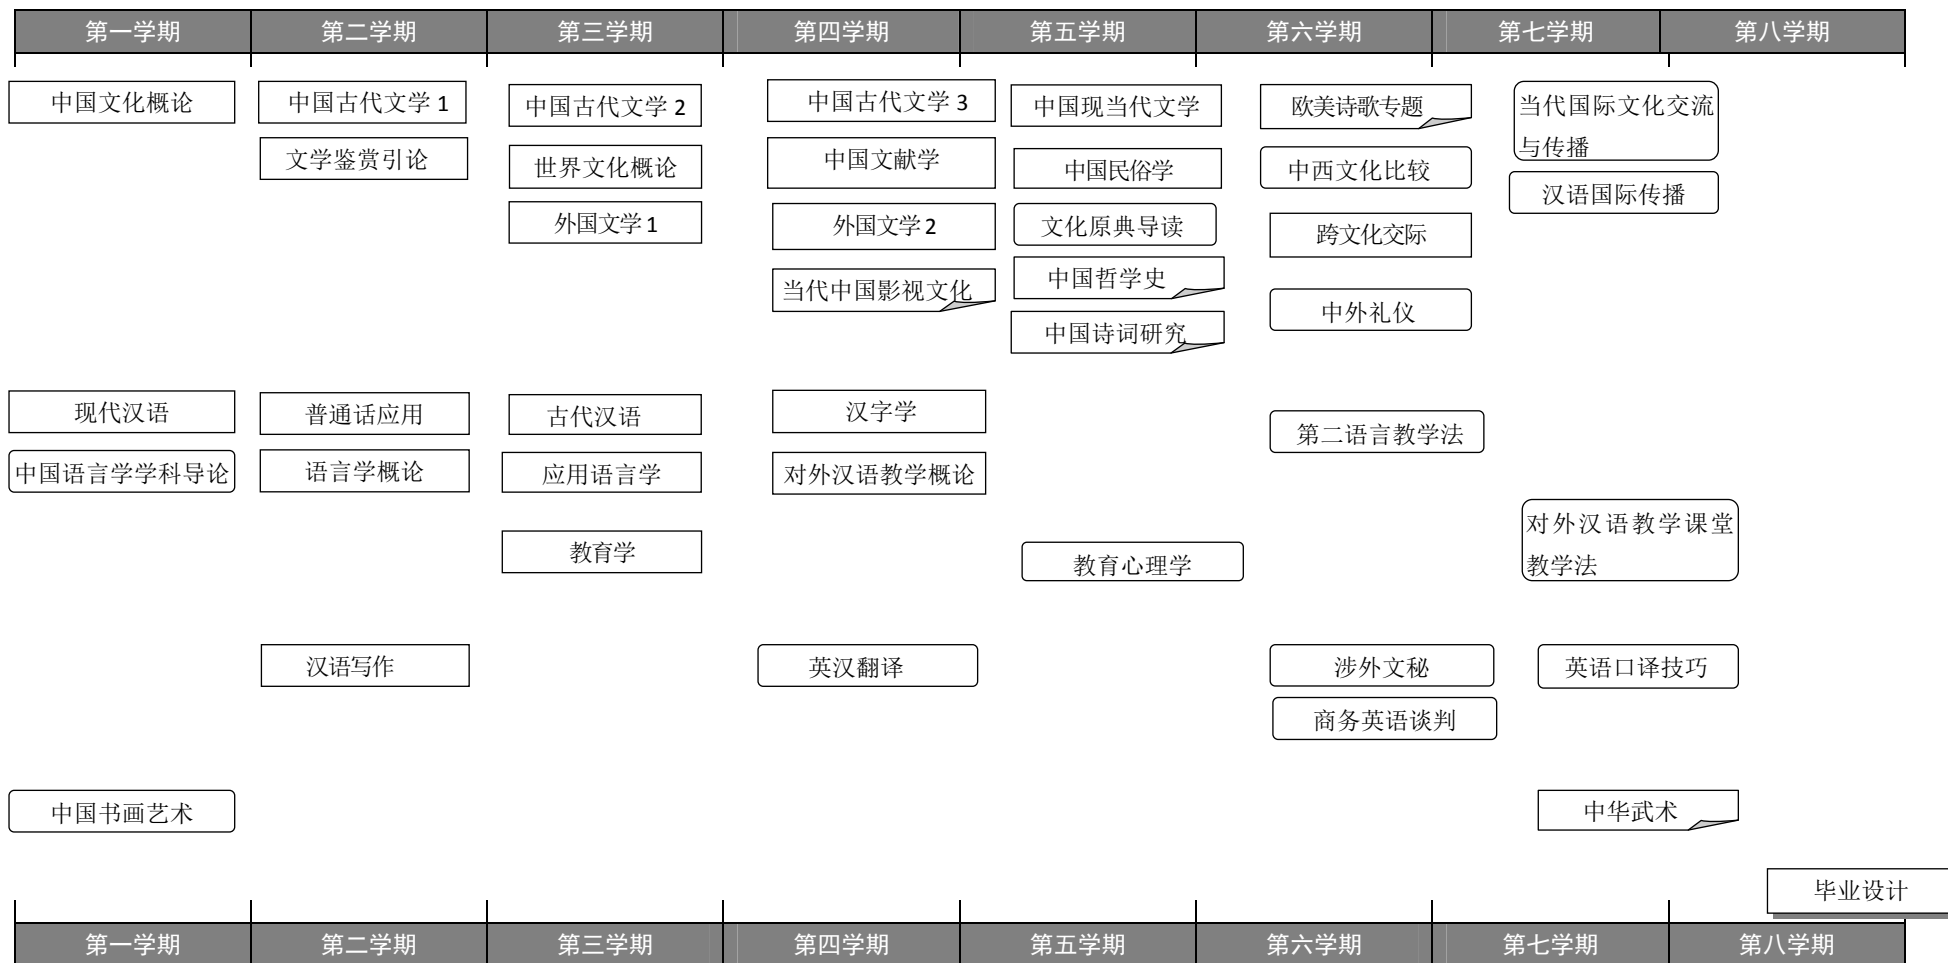 第一学期 第二学期 第三学期 第四学期 第五学期 第六学期 第七学期 第八学期
中国文化概论
中国古代文学 1
中国古代文学 2
中国古代文学 3
中国现当代文学
欧美诗歌专题
当代国际文化交流
与传播
文学鉴赏引论
世界文化概论
中国文献学
中国民俗学
中西文化比较
汉语国际传播
外国文学 1
外国文学 2
文化原典导读
跨文化交际
当代中国影视文化
中国哲学史
中外礼仪
中国诗词研究
现代汉语
普通话应用
古代汉语
汉字学
第二语言教学法
中国语言学学科导论
语言学概论
应用语言学
对外汉语教学概论
对外汉语教学课堂
教学法
教育学
教育心理学
汉语写作
英汉翻译
涉外文秘
英语口译技巧
商务英语谈判
中国书画艺术
中华武术
毕业设计
第一学期 第二学期 第三学期 第四学期 第五学期 第六学期 第七学期 第八学期